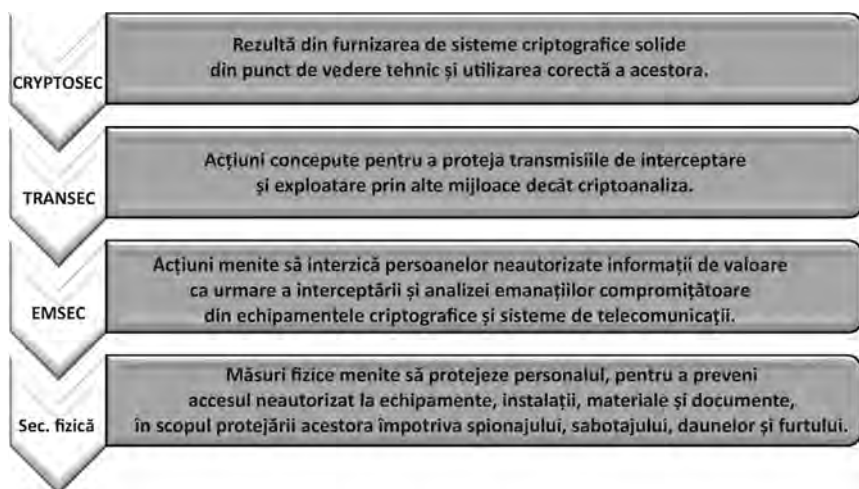 CRYPTOSEC
Rezultă din furnizarea de sisteme criptografice solide
din punct de vedere tehnic și utilizarea corectă a acestora.
TRANSEC
Acțiuni concepute pentru a proteja transmisiile de interceptare
și exploatare prin alte mijloace decât criptoanaliza.
EMSEC
Acțiuni menite să interzică persoanelor neautorizate informații de valoare
ca urmare a interceptării și analizei emanațiilor compromițătoare
din echipamentele criptografice și sisteme de telecomunicații.
Sec. fizică
Măsuri fizice menite să protejeze personalul, pentru a preveni
accesul neautorizat la echipamente, instalații, materiale și documente,
în scopul protejării acestora împotriva spionajului, sabotajului, daunelor și furtului.